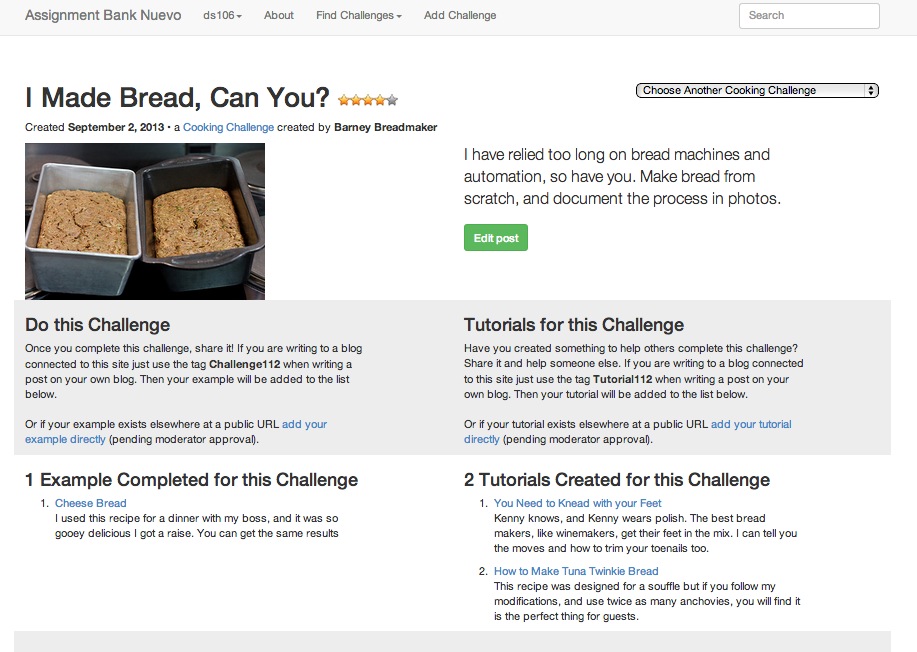 Assignment Bank Nuevo ds106 About Find Challenges Add Challenge Search
I Made Bread, Can You?
Choose Another Cooking Challenge
Created September 2, 2013 • a Cooking Challenge created by Barney Breadmaker
I have relied too long on bread machines and
automation, so have you. Make bread from
scratch, and document the process in photos.
Edit post
Do this Challenge
Once you complete this challenge, share it! If you are writing to a blog
connected to this site just use the tag Challenge112 when writing a
post on your own blog. Then your example will be added to the list
below.
Or if your example exists elsewhere at a public URL add your
example directly (pending moderator approval).
Tutorials for this Challenge
Have you created something to help others complete this challenge?
Share it and help someone else. If you are writing to a blog connected
to this site just use the tag Tutorial112 when writing a post on your
own blog. Then your tutorial will be added to the list below.
Or if your tutorial exists elsewhere at a public URL add your tutorial
directly (pending moderator approval).
1 Example Completed for this Challenge
1. Cheese Bread
I used this recipe for a dinner with my boss, and it was so
gooey delicious I got a raise. You can get the same results
2 Tutorials Created for this Challenge
1. You Need to Knead with your Feet
Kenny knows, and Kenny wears polish. The best bread
makers, like winemakers, get their feet in the mix. I can tell you
the moves and how to trim your toenails too.
2. How to Make Tuna Twinkie Bread
This recipe was designed for a souffle but if you follow my
modifications, and use twice as many anchovies, you will find it
is the perfect thing for guests.